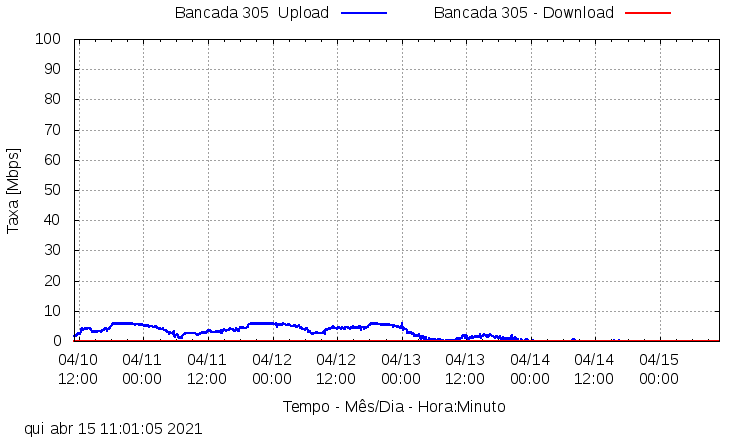 Bancada 305  Upload
Bancada 305 - Download
100
90
80
70
60
50
40
30
20
10
0
Taxa [Mbps]
04/10 04/11 04/11 04/12 04/12 04/13 04/13 04/14 04/14 04/15
12:00 00:00 12:00 00:00 12:00 00:00 12:00 00:00 12:00 00:00
Tempo - Mês/Dia - Hora:Minuto
qui abr 15 11:01:05 2021